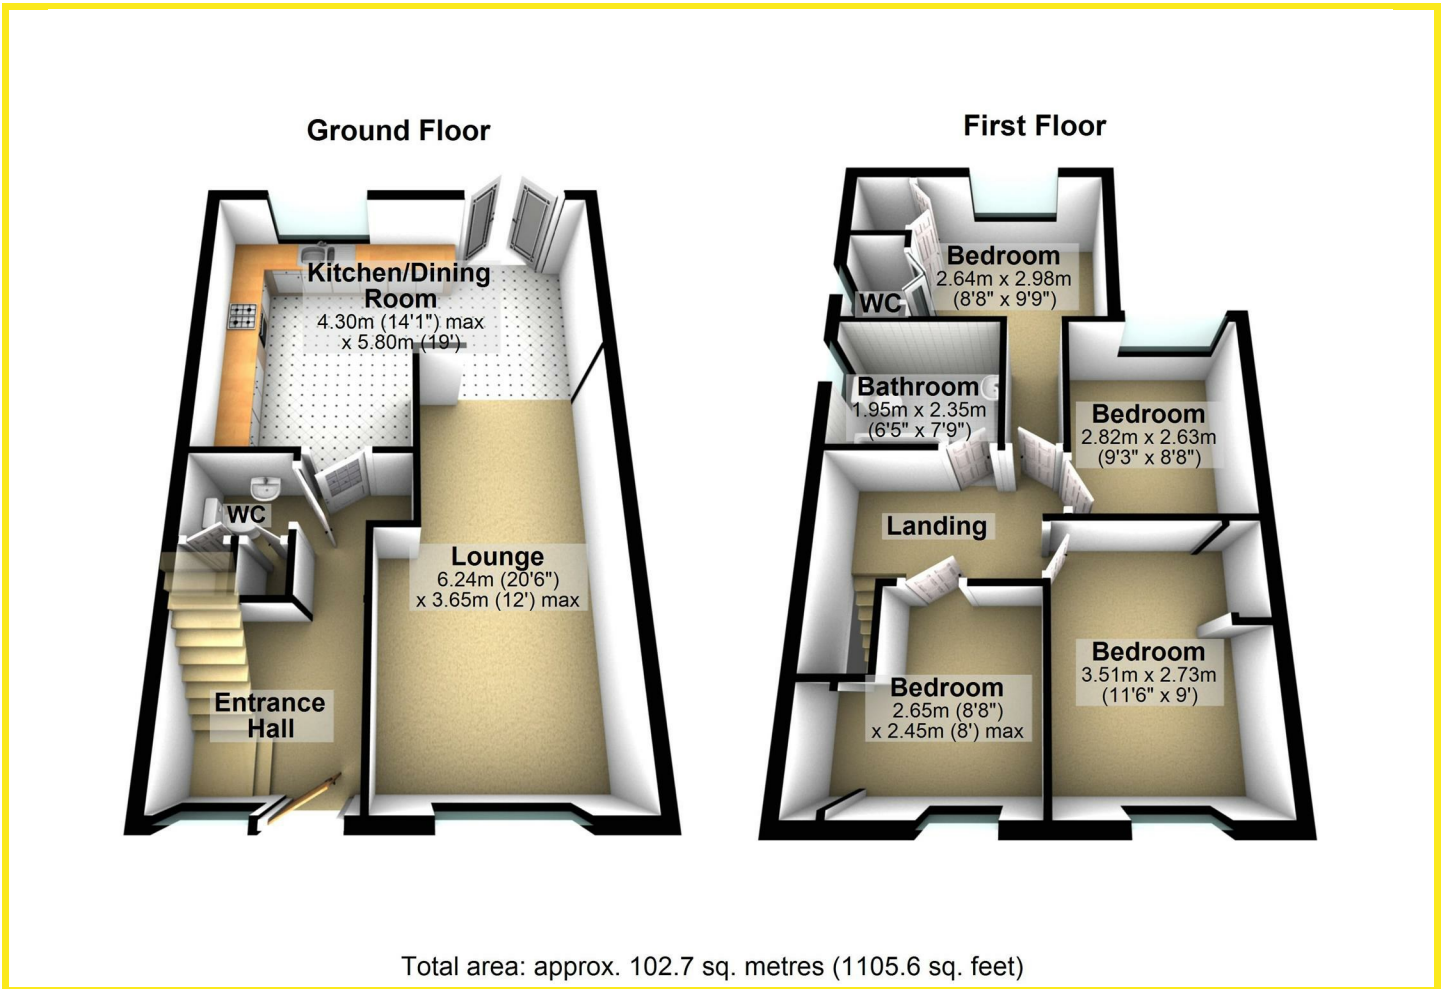 Ground Floor
Kitchen/Dining
Room
4.30m (14'1") max
x 5.80m (19')
WC
Lounge
6.24m (20'6")
x 3.65m (12') max
Entrance
Hall
First Floor
Bedroom
2.64m x 2.98m
(8'8" x 9'9")
WC
Bathroom
1.95m x 2.35m
(6'5" x 7'9")
Bedroom
2.82m x 2.63m
(9'3" x 8'8")
Landing
Bedroom
3.51m x 2.73m
(11'6" x 9')
Bedroom
2.65m (8'8")
x 2.45m (8') max
Total area: approx. 102.7 sq. metres (1105.6 sq. feet)